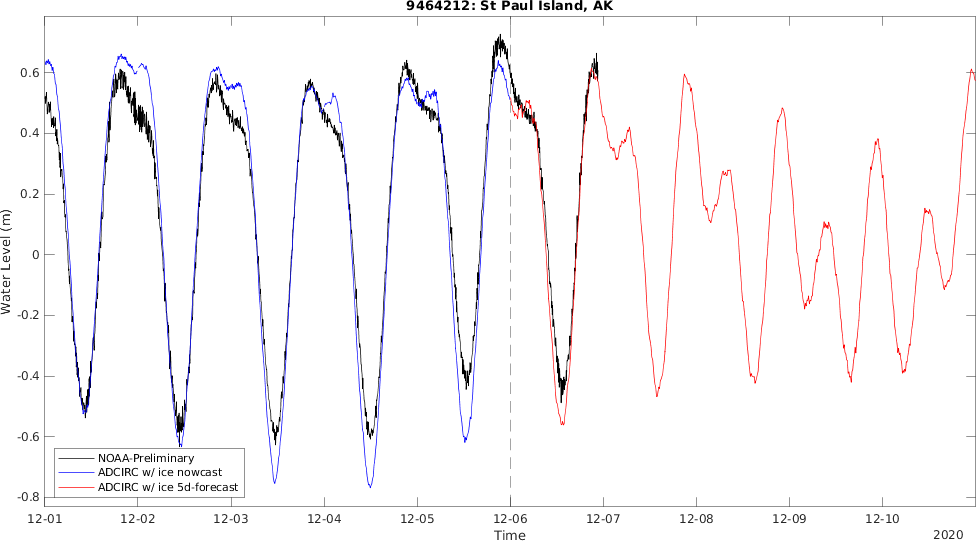 9464212: St Paul Island, AK
Water Level (m)
0.6
0.4
0.2
0
-0.2
-0.4
-0.6
-0.8
NOAA-Preliminary
ADCIRC w/ ice nowcast
ADCIRC w/ ice 5d-forecast
12-01 12-02 12-03 12-04 12-05 12-06 12-07 12-08 12-09 12-10
Time
2020